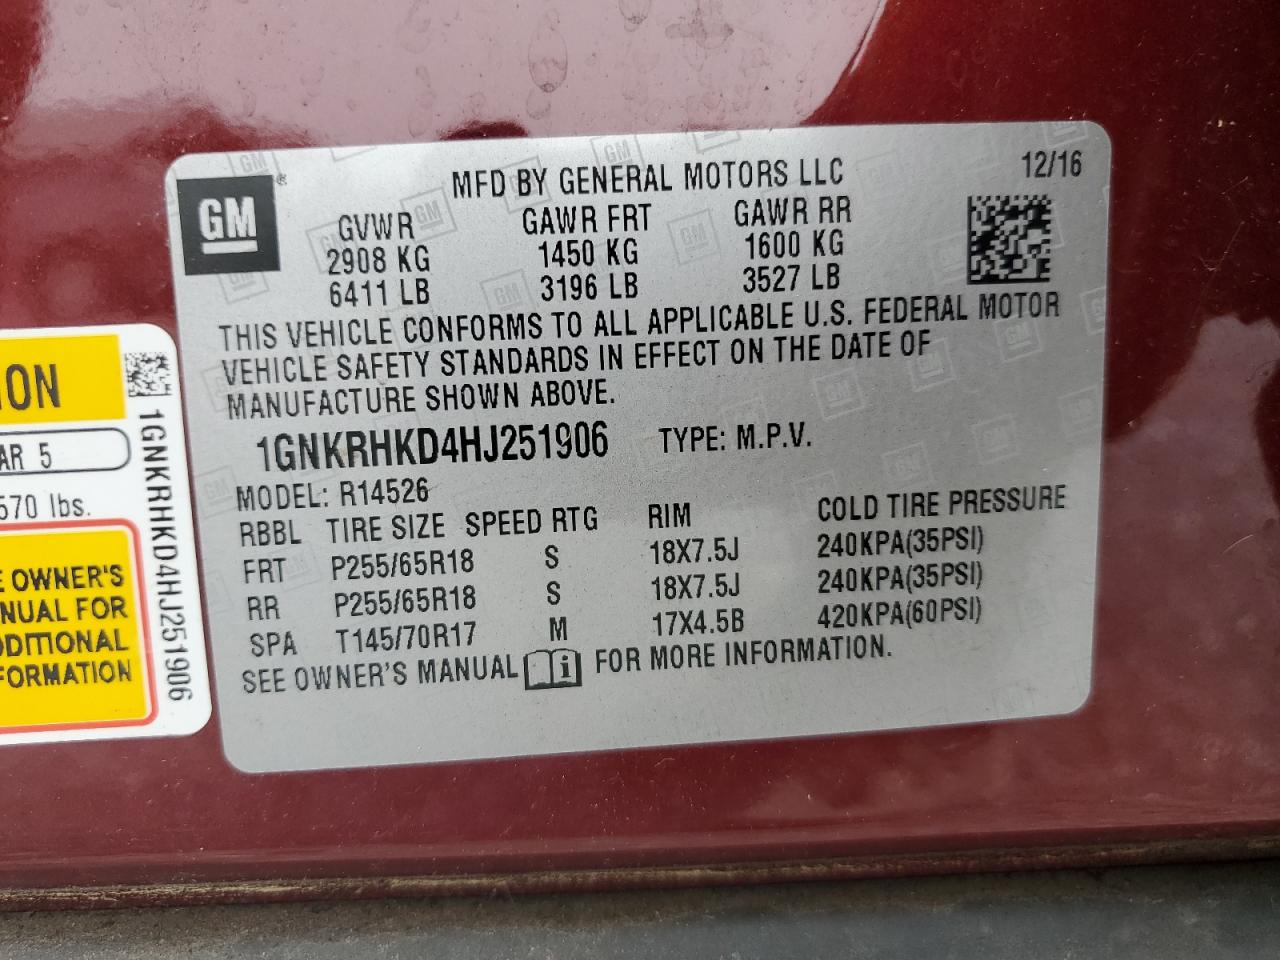 GM
MFD BY GENERAL MOTORS LLC
12/16
GVWR GAWR FRT GAWR RR
2908 KG 1450 KG 1600 KG
6411 LB 3196 LB 3527 LB
THIS VEHICLE CONFORMS TO ALL APPLICABLE U.S. FEDERAL MOTOR
VEHICLE SAFETY STANDARDS IN EFFECT ON THE DATE OF
MANUFACTURE SHOWN ABOVE.
1GNKRHKD4HJ251906 TYPE: M.P.V.
MODEL: R14526
RBBL TIRE SIZE SPEED RTG RIM COLD TIRE PRESSURE
FRT P255/65R18 S 18X7.5J 240KPA(35PSI)
RR P255/65R18 S 18X7.5J 240KPA(35PSI)
SPA T145/70R17 M 17X4.5B 420KPA(60PSI)
SEE OWNER'S MANUAL i FOR MORE INFORMATION.
ION
AR 5
570 lbs.
E OWNER'S
NUAL FOR
DDITIONAL
FORMATION
1GNKRHKD4HJ251906